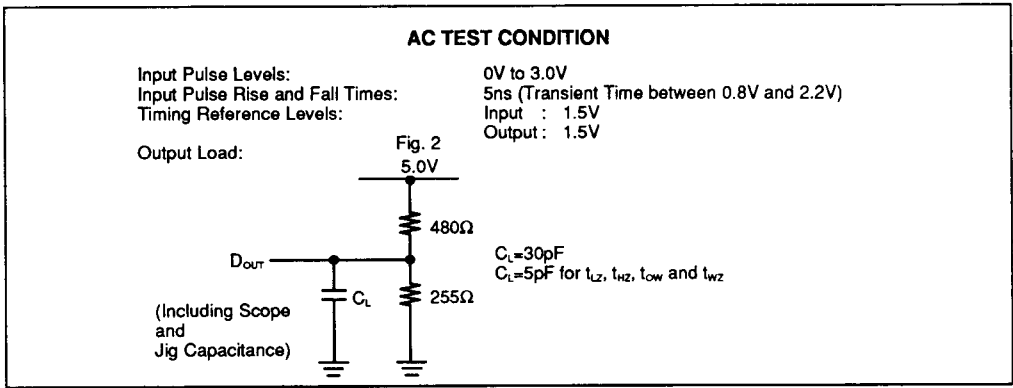 AC TEST CONDITION
Input Pulse Levels: 0V to 3.0V
Input Pulse Rise and Fall Times: 5ns (Transient Time between 0.8V and 2.2V)
Timing Reference Levels: Input : 1.5V
Output : 1.5V
Output Load:
Fig. 2
5.0V
480Ω
DOUT
CL
255Ω
CL=30pF
CL=5pF for tLZ, tHZ, tOW and tWZ
(Including Scope
and
Jig Capacitance)